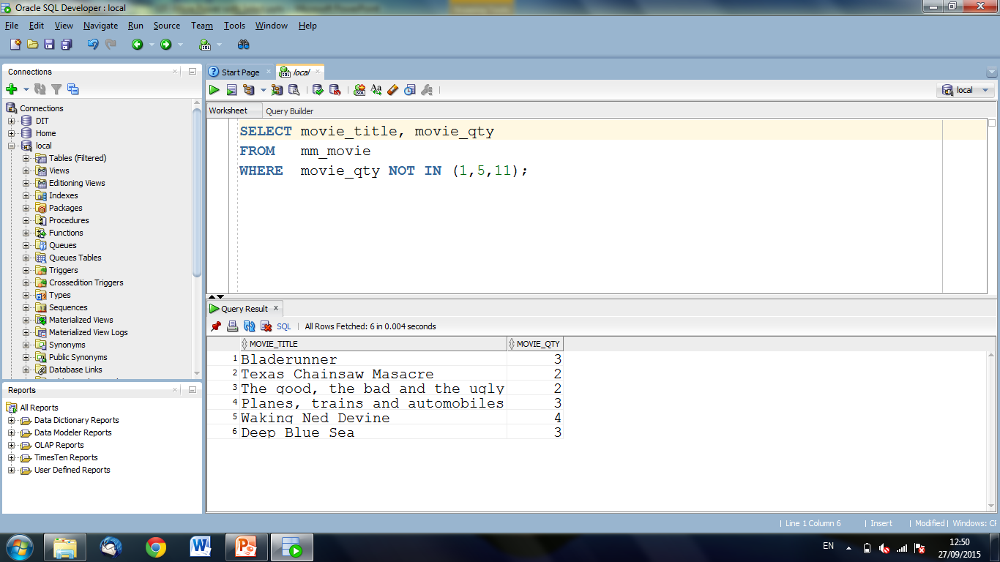 Oracle SQL Developer : local
File Edit View Navigate Run Source Team Tools Window Help
Connections
Connections
DIT
Home
local
Tables (Filtered)
Views
Editioning Views
Indexes
Packages
Procedures
Functions
Queues
Queues Tables
Triggers
Crossedition Triggers
Types
Sequences
Materialized Views
Materialized View Logs
Synonyms
Public Synonyms
Database Links
Reports
All Reports
Data Dictionary Reports
Data Modeler Reports
OLAP Reports
TimesTen Reports
User Defined Reports
Start Page local
local
Worksheet Query Builder
SELECT movie_title, movie_qty
FROM mm_movie
WHERE movie_qty NOT IN (1,5,11);
Query Result
SQL | All Rows Fetched: 6 in 0.004 seconds
MOVIE_TITLE MOVIE_QTY
1 Bladerunner 3
2 Texas Chainsaw Masacre 2
3 The good, the bad and the ugly 2
4 Planes, trains and automobiles 3
5 Waking Ned Devine 4
6 Deep Blue Sea 3
| Line 1 Column 6 | Insert | Modified | Windows: CF
EN
12:50
27/09/2015